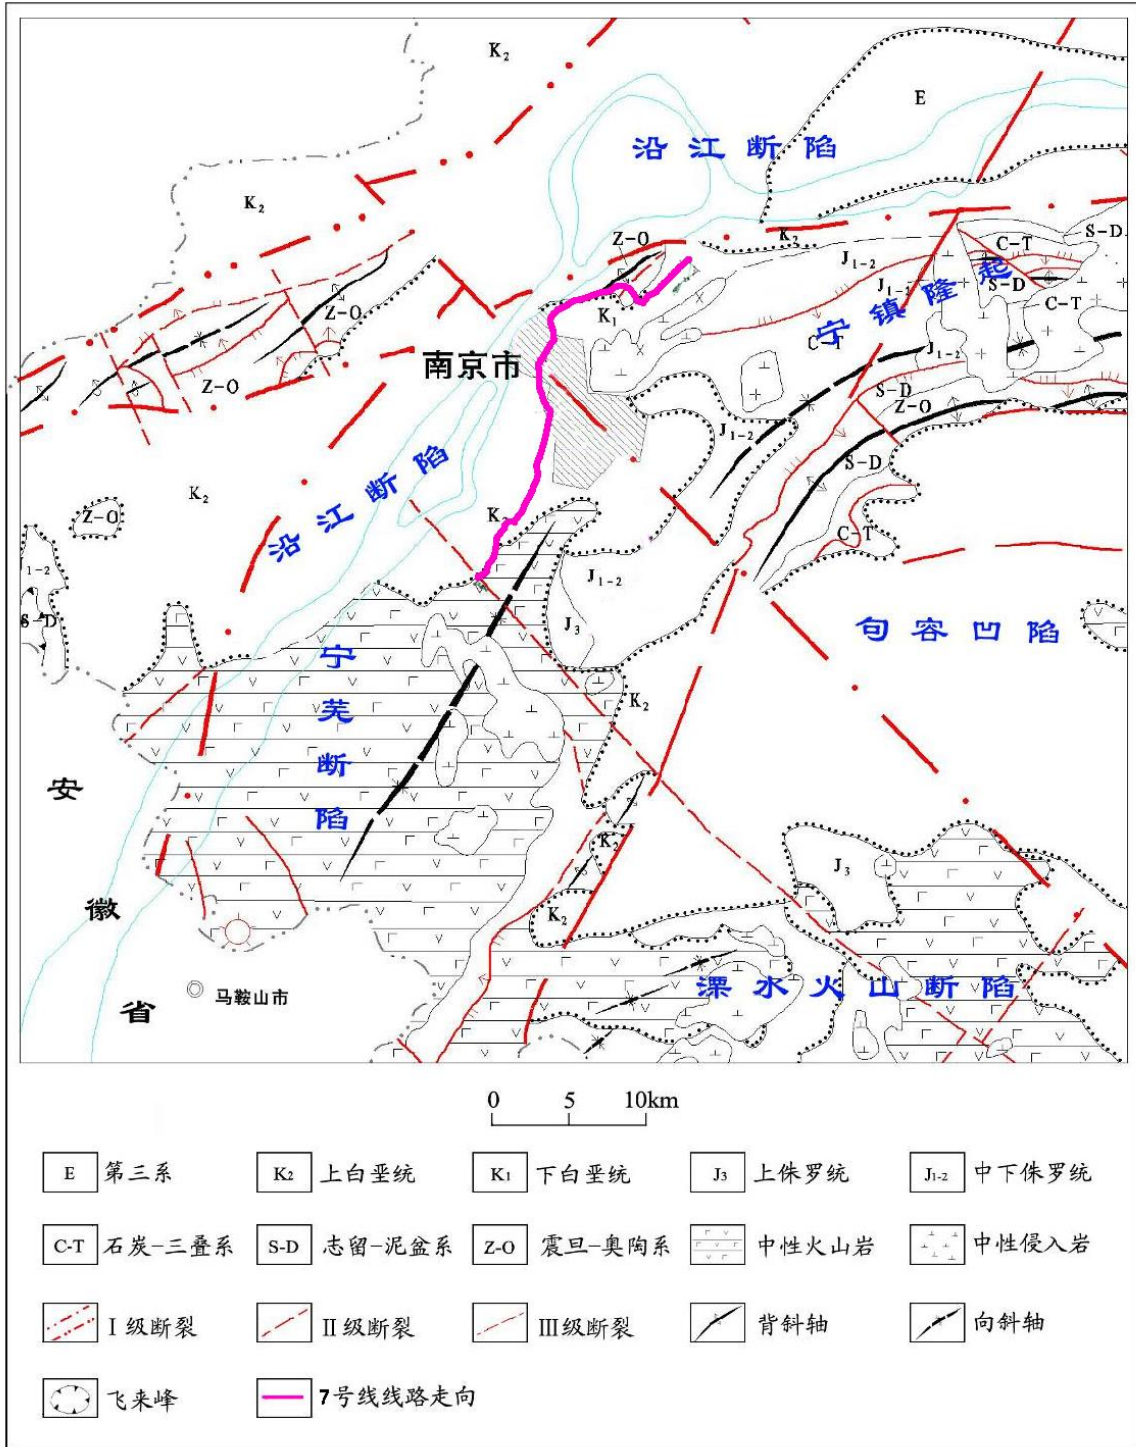 K₂
E
沿江断陷
K₂
Z-O
K₂
S-D
C-T
J₁₋₂
J₁₋₂
S-D
宁镇隆起
C-T
Z-O
K₁
南京市
C-T
J₁₋₂
Z-O
S-D
Z-O
J₁₋₂
S-D
沿江断陷
K₂
Z-O
K₂
C-T
1-2
J₁₋₂
S-D
J₃
句容凹陷
宁芜断陷
K₂
安徽省
K₂
J₃
K₂
马鞍山市
溧水火山断陷
0 5 10km
E 第三系 K₂ 上白垩统 K₁ 下白垩统 J₃ 上侏罗统 J₁₋₂ 中下侏罗统
C-T 石炭-三叠系 S-D 志留-泥盆系 Z-O 震旦-奥陶系 中性火山岩 中性侵入岩
I级断裂 II级断裂 III级断裂 背斜轴 向斜轴
飞来峰 7号线线路走向